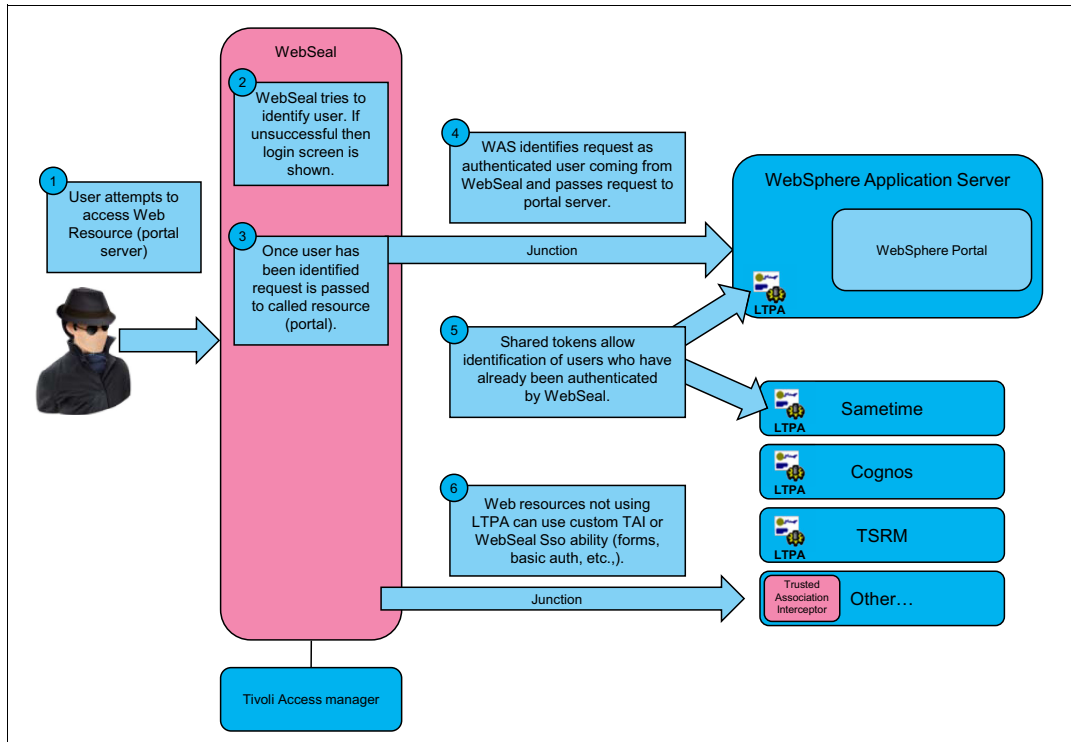 WebSeal
2
WebSeal tries to
identify user. If
unsuccessful then
login screen is
shown.
1
User attempts to
access Web
Resource (portal
server)
3
Once user has
been identified
request is passed
to called resource
(portal).
4
WAS identifies request as
authenticated user coming from
WebSeal and passes request to
portal server.
Junction
WebSphere Application Server
WebSphere Portal
LTPA
5
Shared tokens allow
identification of users who have
already been authenticated
by WebSeal.
LTPA
Sametime
LTPA
Cognos
LTPA
TSRM
6
Web resources not using
LTPA can use custom TAI or
WebSeal Sso ability (forms,
basic auth, etc.,).
Junction
Trusted
Association
Interceptor
Other…
Tivoli Access manager